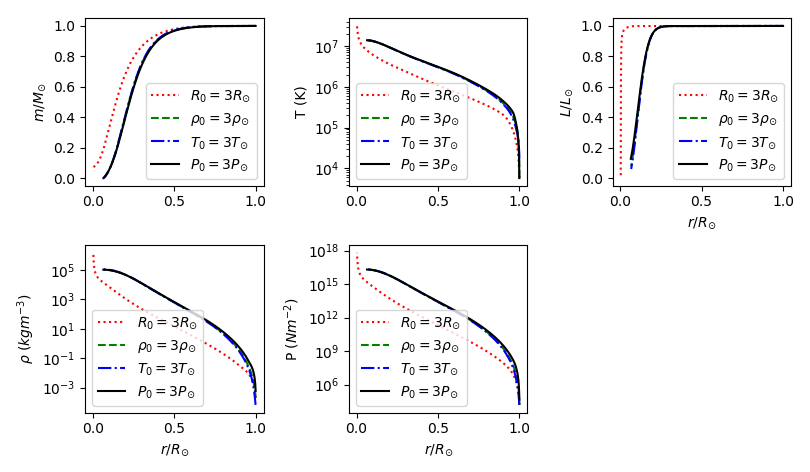 m/M⊙
1.0
0.8
0.6
0.4
0.2
0.0
R₀ = 3R⊙
ρ₀ = 3ρ⊙
T₀ = 3T⊙
P₀ = 3P⊙
0.0 0.5 1.0
T (K)
10⁷
10⁶
10⁵
10⁴
R₀ = 3R⊙
ρ₀ = 3ρ⊙
T₀ = 3T⊙
P₀ = 3P⊙
0.0 0.5 1.0
L/L⊙
1.0
0.8
0.6
0.4
0.2
0.0
R₀ = 3R⊙
ρ₀ = 3ρ⊙
T₀ = 3T⊙
P₀ = 3P⊙
0.0 0.5 1.0
r/R⊙
ρ (kgm⁻³)
10⁵
10³
10¹
10⁻¹
10⁻³
R₀ = 3R⊙
ρ₀ = 3ρ⊙
T₀ = 3T⊙
P₀ = 3P⊙
0.0 0.5 1.0
r/R⊙
P (Nm⁻²)
10¹⁸
10¹⁵
10¹²
10⁹
10⁶
R₀ = 3R⊙
ρ₀ = 3ρ⊙
T₀ = 3T⊙
P₀ = 3P⊙
0.0 0.5 1.0
r/R⊙